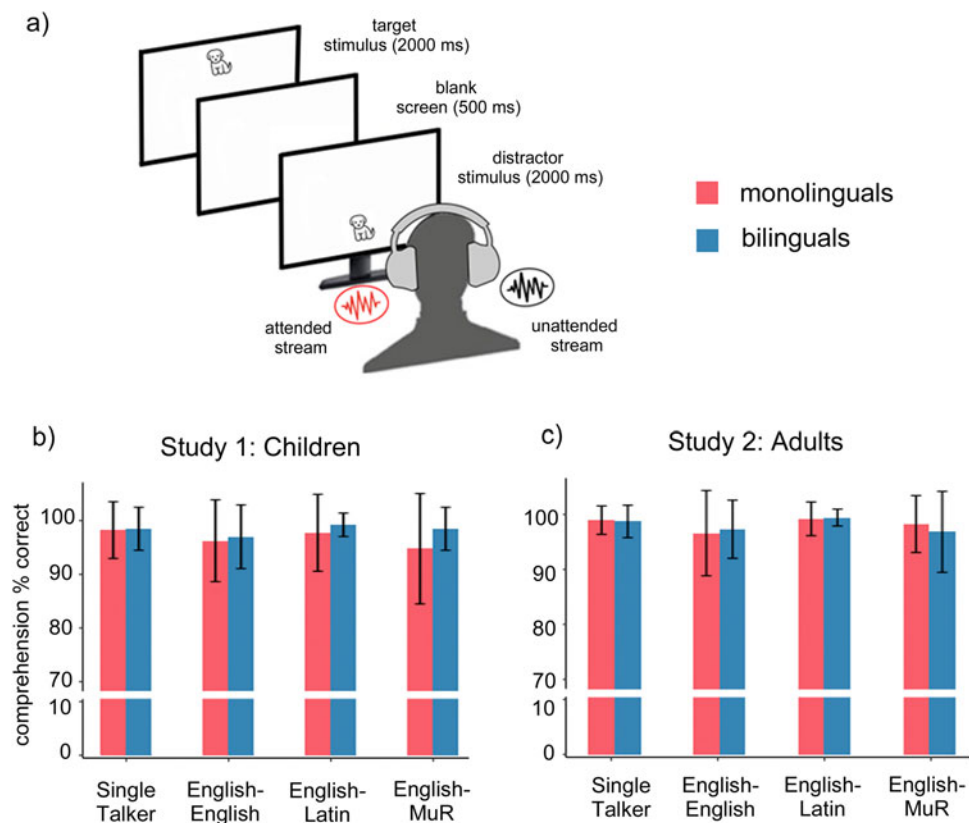 a)
target
stimulus (2000 ms)
blank
screen (500 ms)
distractor
stimulus (2000 ms)
attended
stream
unattended
stream
monolinguals
bilinguals
b)
Study 1: Children
comprehension % correct
100
90
80
70
10
0
Single
Talker
English-
English
English-
Latin
English-
MuR
c)
Study 2: Adults
100
90
80
70
10
0
Single
Talker
English-
English
English-
Latin
English-
MuR